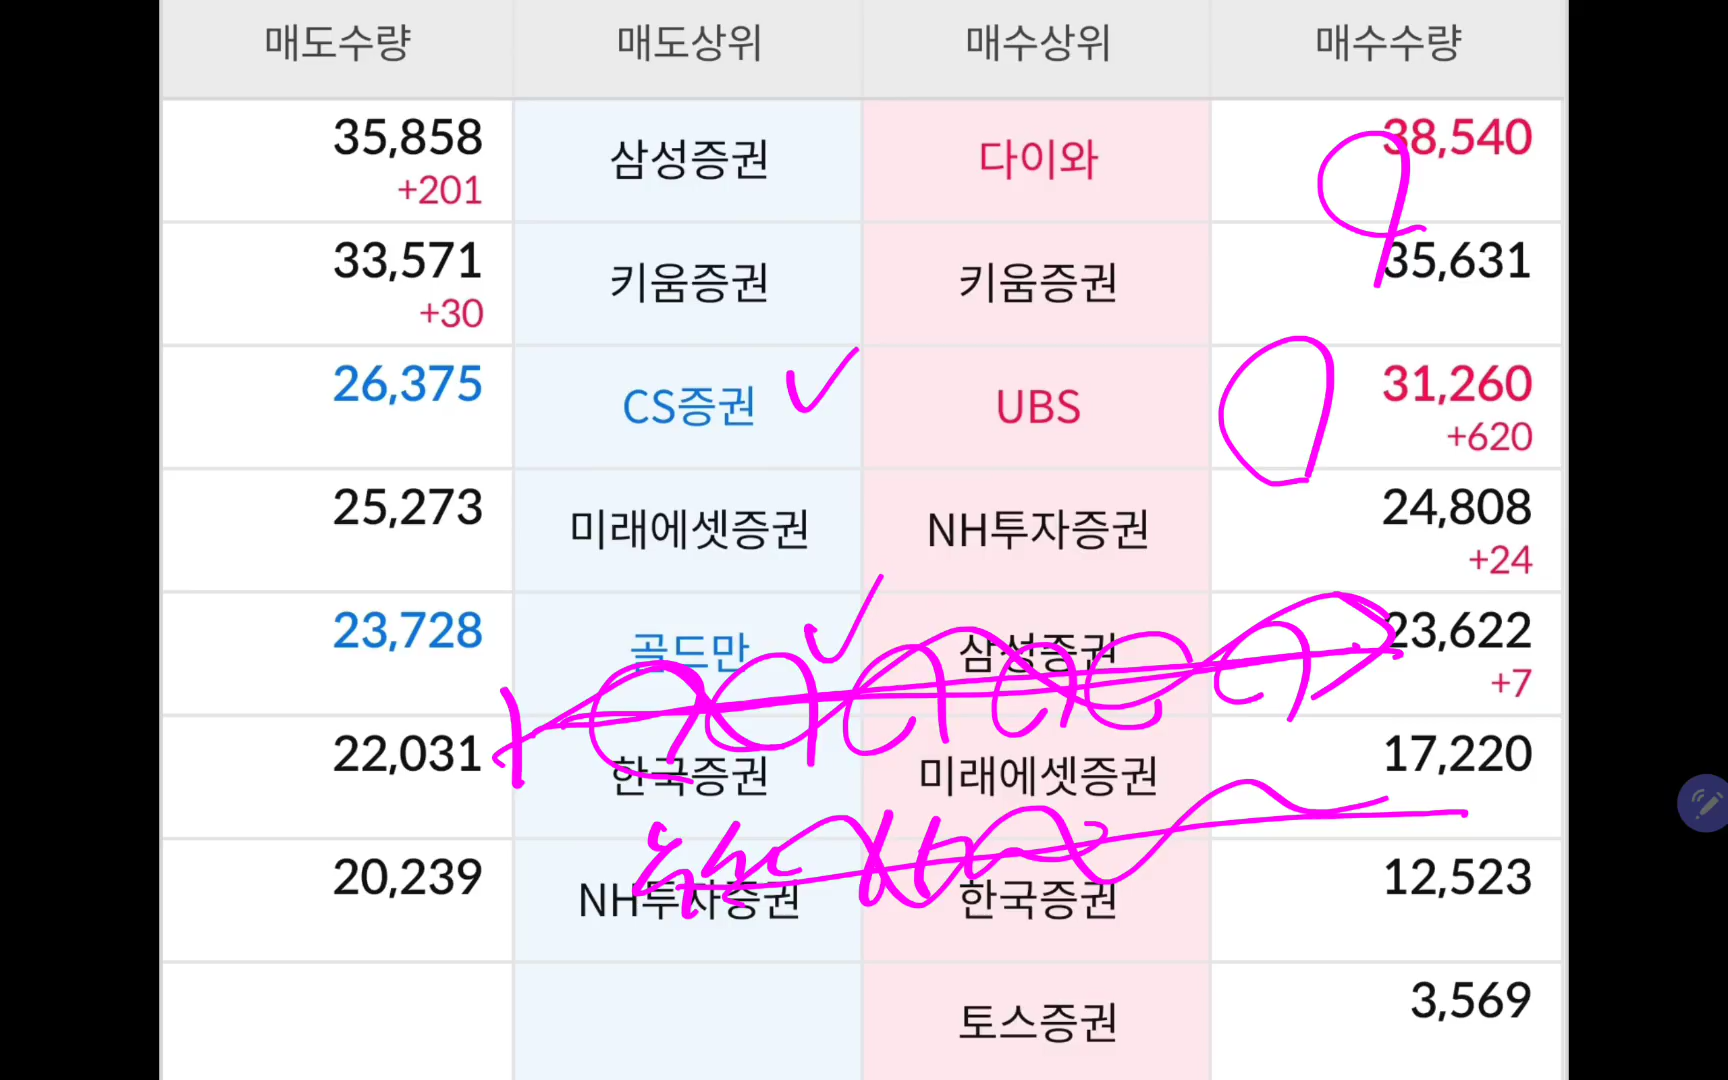 매도수량 매도상위 매수상위 매수수량
35,858 삼성증권 다이와 38,540
+201
33,571 키움증권 키움증권 35,631
+30
26,375 CS증권 UBS 31,260
+620
25,273 미래에셋증권 NH투자증권 24,808
+24
23,728 골드만 삼성증권 23,622
+7
22,031 한국증권 미래에셋증권 17,220
20,239 NH투자증권 한국증권 12,523
토스증권 3,569